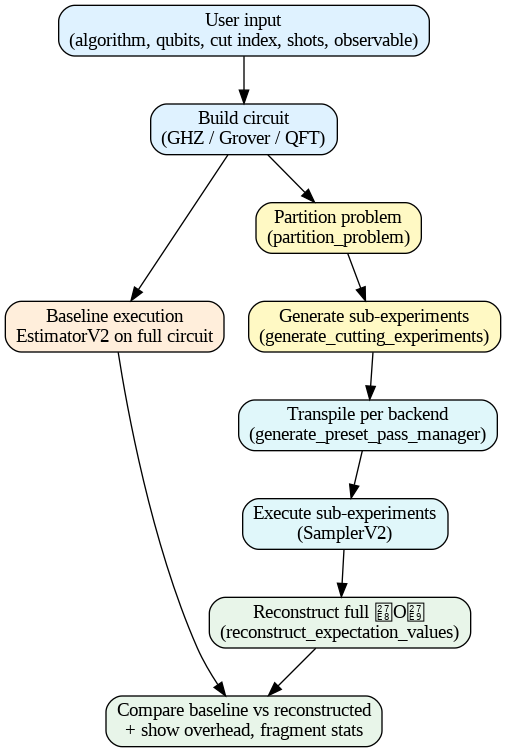 User input
(algorithm, qubits, cut index, shots, observable)
Build circuit
(GHZ / Grover / QFT)
Partition problem
(partition_problem)
Baseline execution
EstimatorV2 on full circuit
Generate sub-experiments
(generate_cutting_experiments)
Transpile per backend
(generate_preset_pass_manager)
Execute sub-experiments
(SamplerV2)
Reconstruct full ⟨O⟩
(reconstruct_expectation_values)
Compare baseline vs reconstructed
+ show overhead, fragment stats